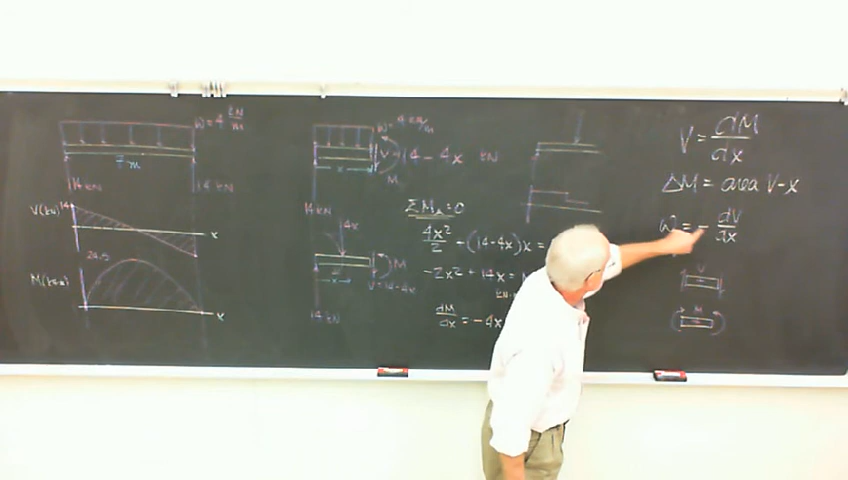 w = 4 kN/m
7 m
14 kN
14 kN
V(kN) 14
x
24.5
M(kN·m)
x
w = 4 kN/m
V = 14 - 4x kN
x
M
14 kN
4x
M
x
V = 14 - 4x
14 kN
ΣM_A = 0
4x²/2 + (14-4x)x =
-2x² + 14x =
dM/dx = -4x
V = dM/dx
ΔM = area V-x
w = - dV/dx
V
M